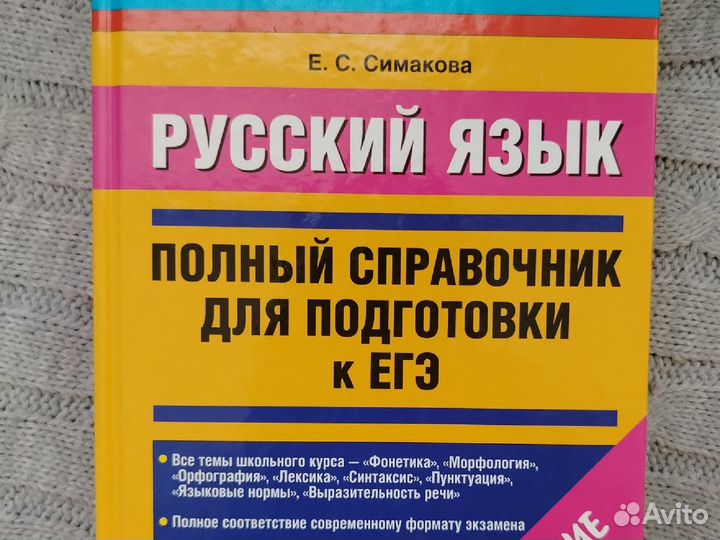 Е. С. Симакова
РУССКИЙ ЯЗЫК
ПОЛНЫЙ СПРАВОЧНИК
ДЛЯ ПОДГОТОВКИ
К ЕГЭ
• Все темы школьного курса — «Фонетика», «Морфология»,
«Орфография», «Лексика», «Синтаксис», «Пунктуация»,
«Языковые нормы», «Выразительность речи»
• Полное соответствие современному формату экзамена
Avito